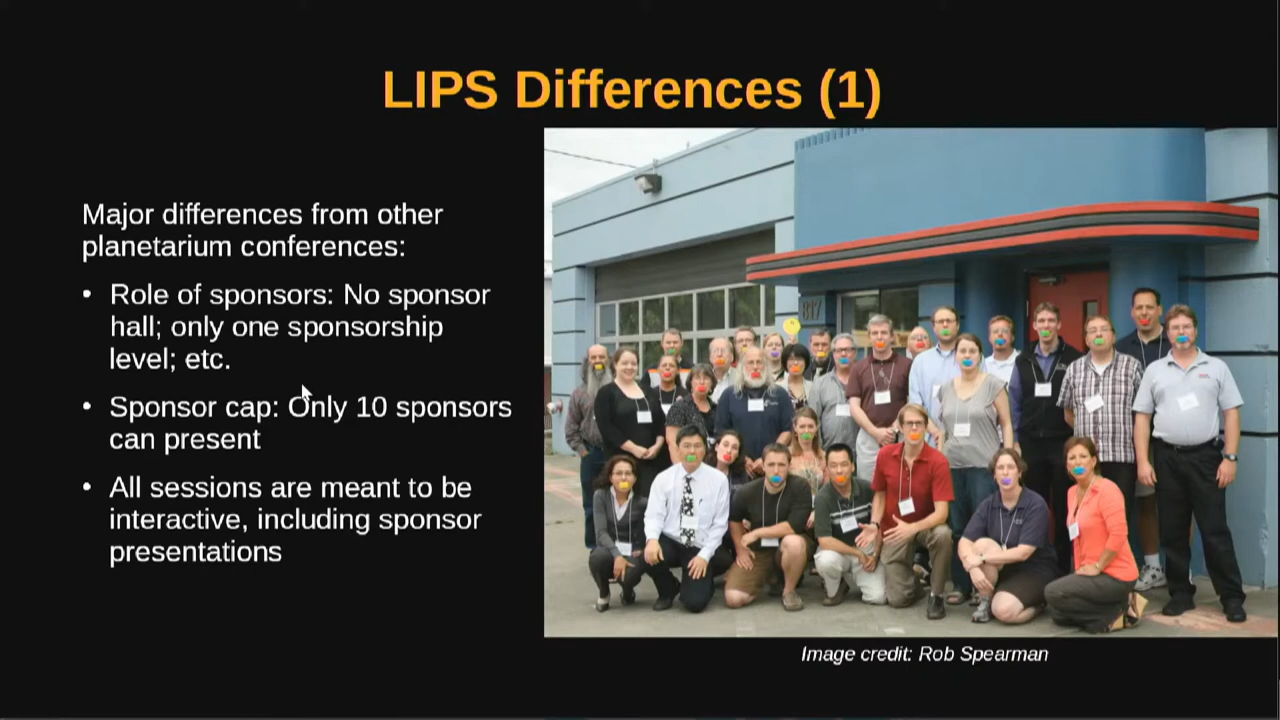 LIPS Differences (1)
Major differences from other
planetarium conferences:
• Role of sponsors: No sponsor
hall; only one sponsorship
level; etc.
• Sponsor cap: Only 10 sponsors
can present
• All sessions are meant to be
interactive, including sponsor
presentations
817
Image credit: Rob Spearman